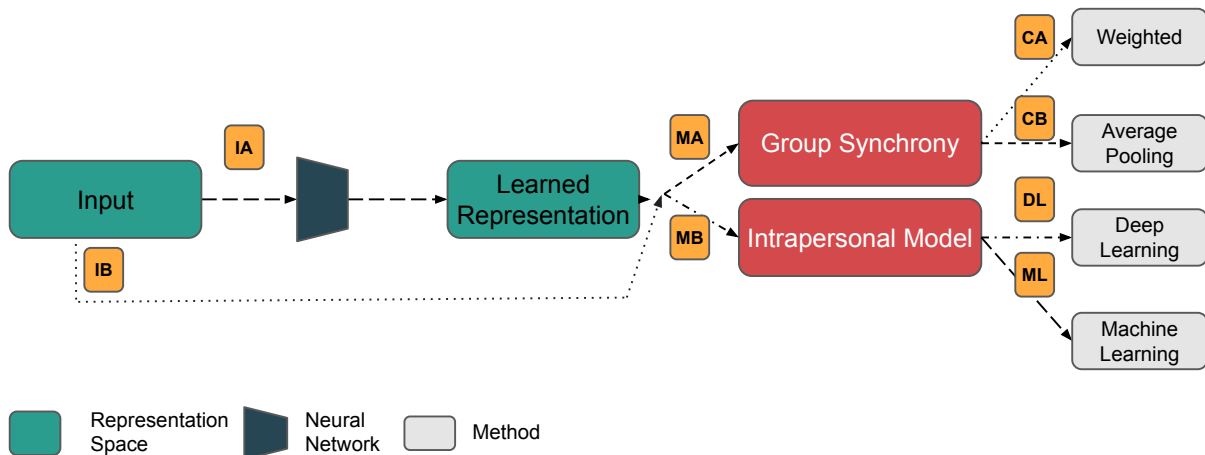 CA
Weighted
IA
MA
Group Synchrony
CB
Average
Pooling
Input
Learned
Representation
IB
MB
Intrapersonal Model
DL
Deep
Learning
ML
Machine
Learning
Representation
Space
Neural
Network
Method